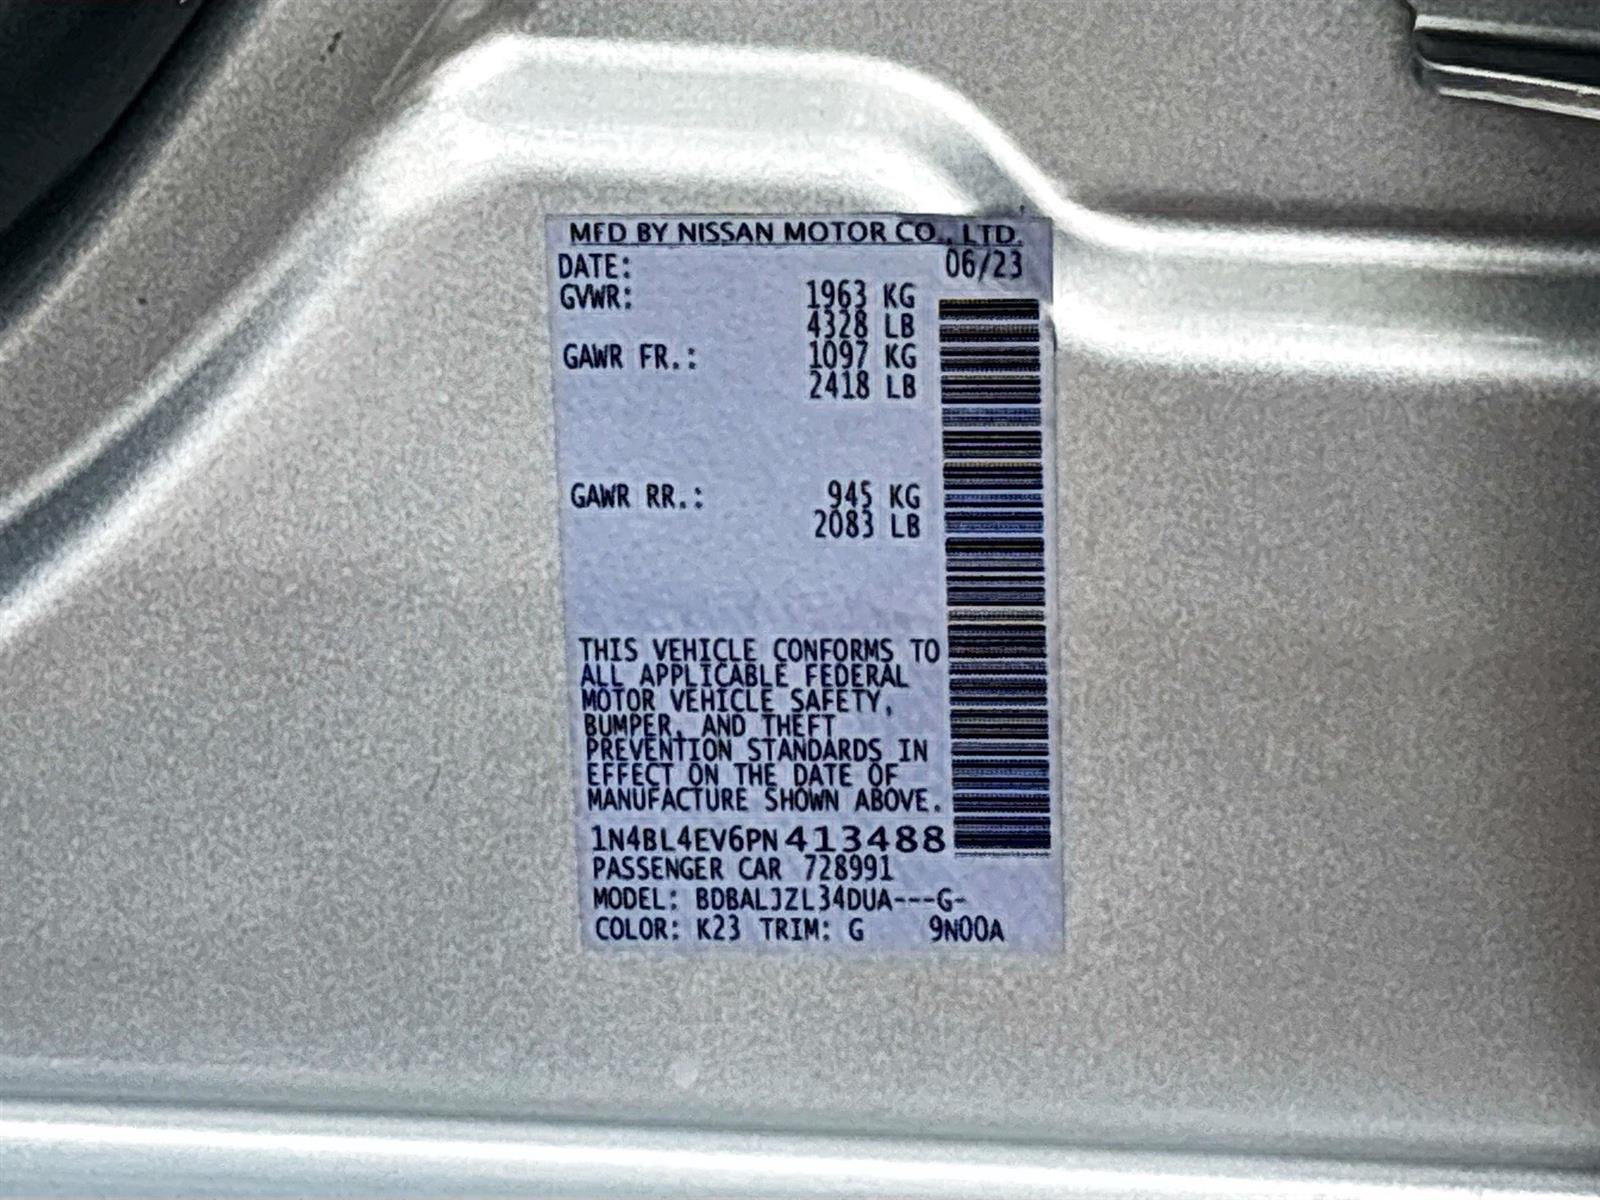 MFD BY NISSAN MOTOR CO., LTD.
DATE: 06/23
GVWR: 1963 KG
4328 LB
GAWR FR.: 1097 KG
2418 LB
GAWR RR.: 945 KG
2083 LB
THIS VEHICLE CONFORMS TO
ALL APPLICABLE FEDERAL
MOTOR VEHICLE SAFETY,
BUMPER, AND THEFT
PREVENTION STANDARDS IN
EFFECT ON THE DATE OF
MANUFACTURE SHOWN ABOVE.
1N4BL4EV6PN413488
PASSENGER CAR 728991
MODEL: BDBALJZL34DUA---G-
COLOR: K23 TRIM: G 9N00A